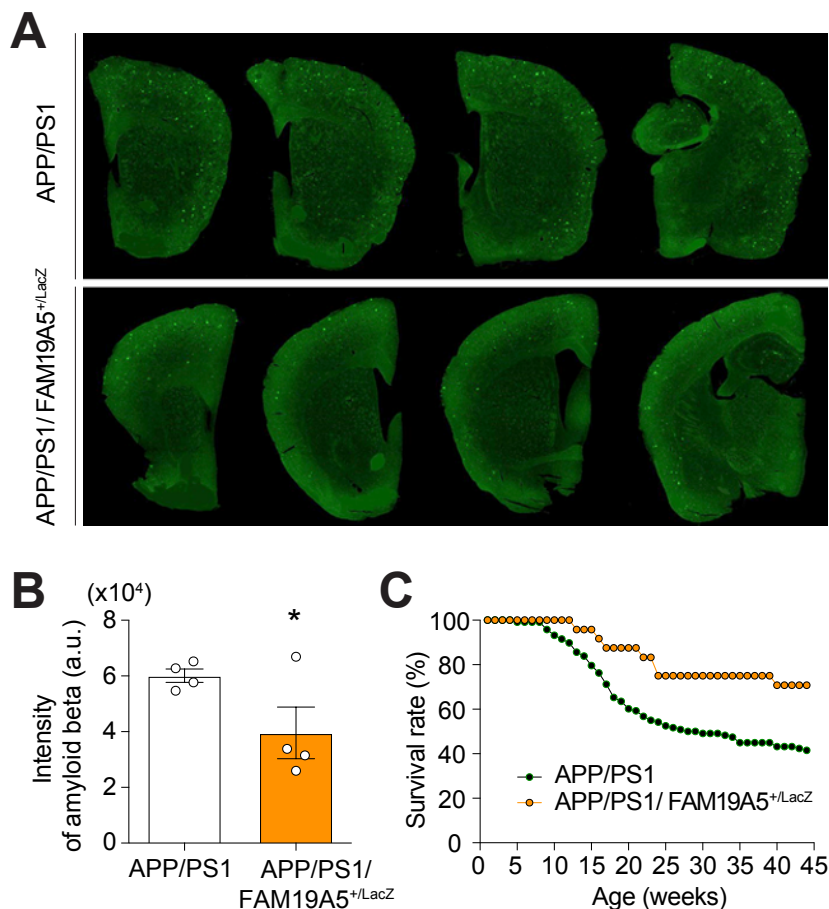 A
APP/PS1
APP/PS1/ FAM19A5+/LacZ
B
(x10⁴)
8
6
4
2
0
Intensity
of amyloid beta (a.u.)
*
APP/PS1
APP/PS1/
FAM19A5+/LacZ
C
100
80
60
40
20
0
Survival rate (%)
APP/PS1
APP/PS1/ FAM19A5+/LacZ
0 5 10 15 20 25 30 35 40 45
Age (weeks)